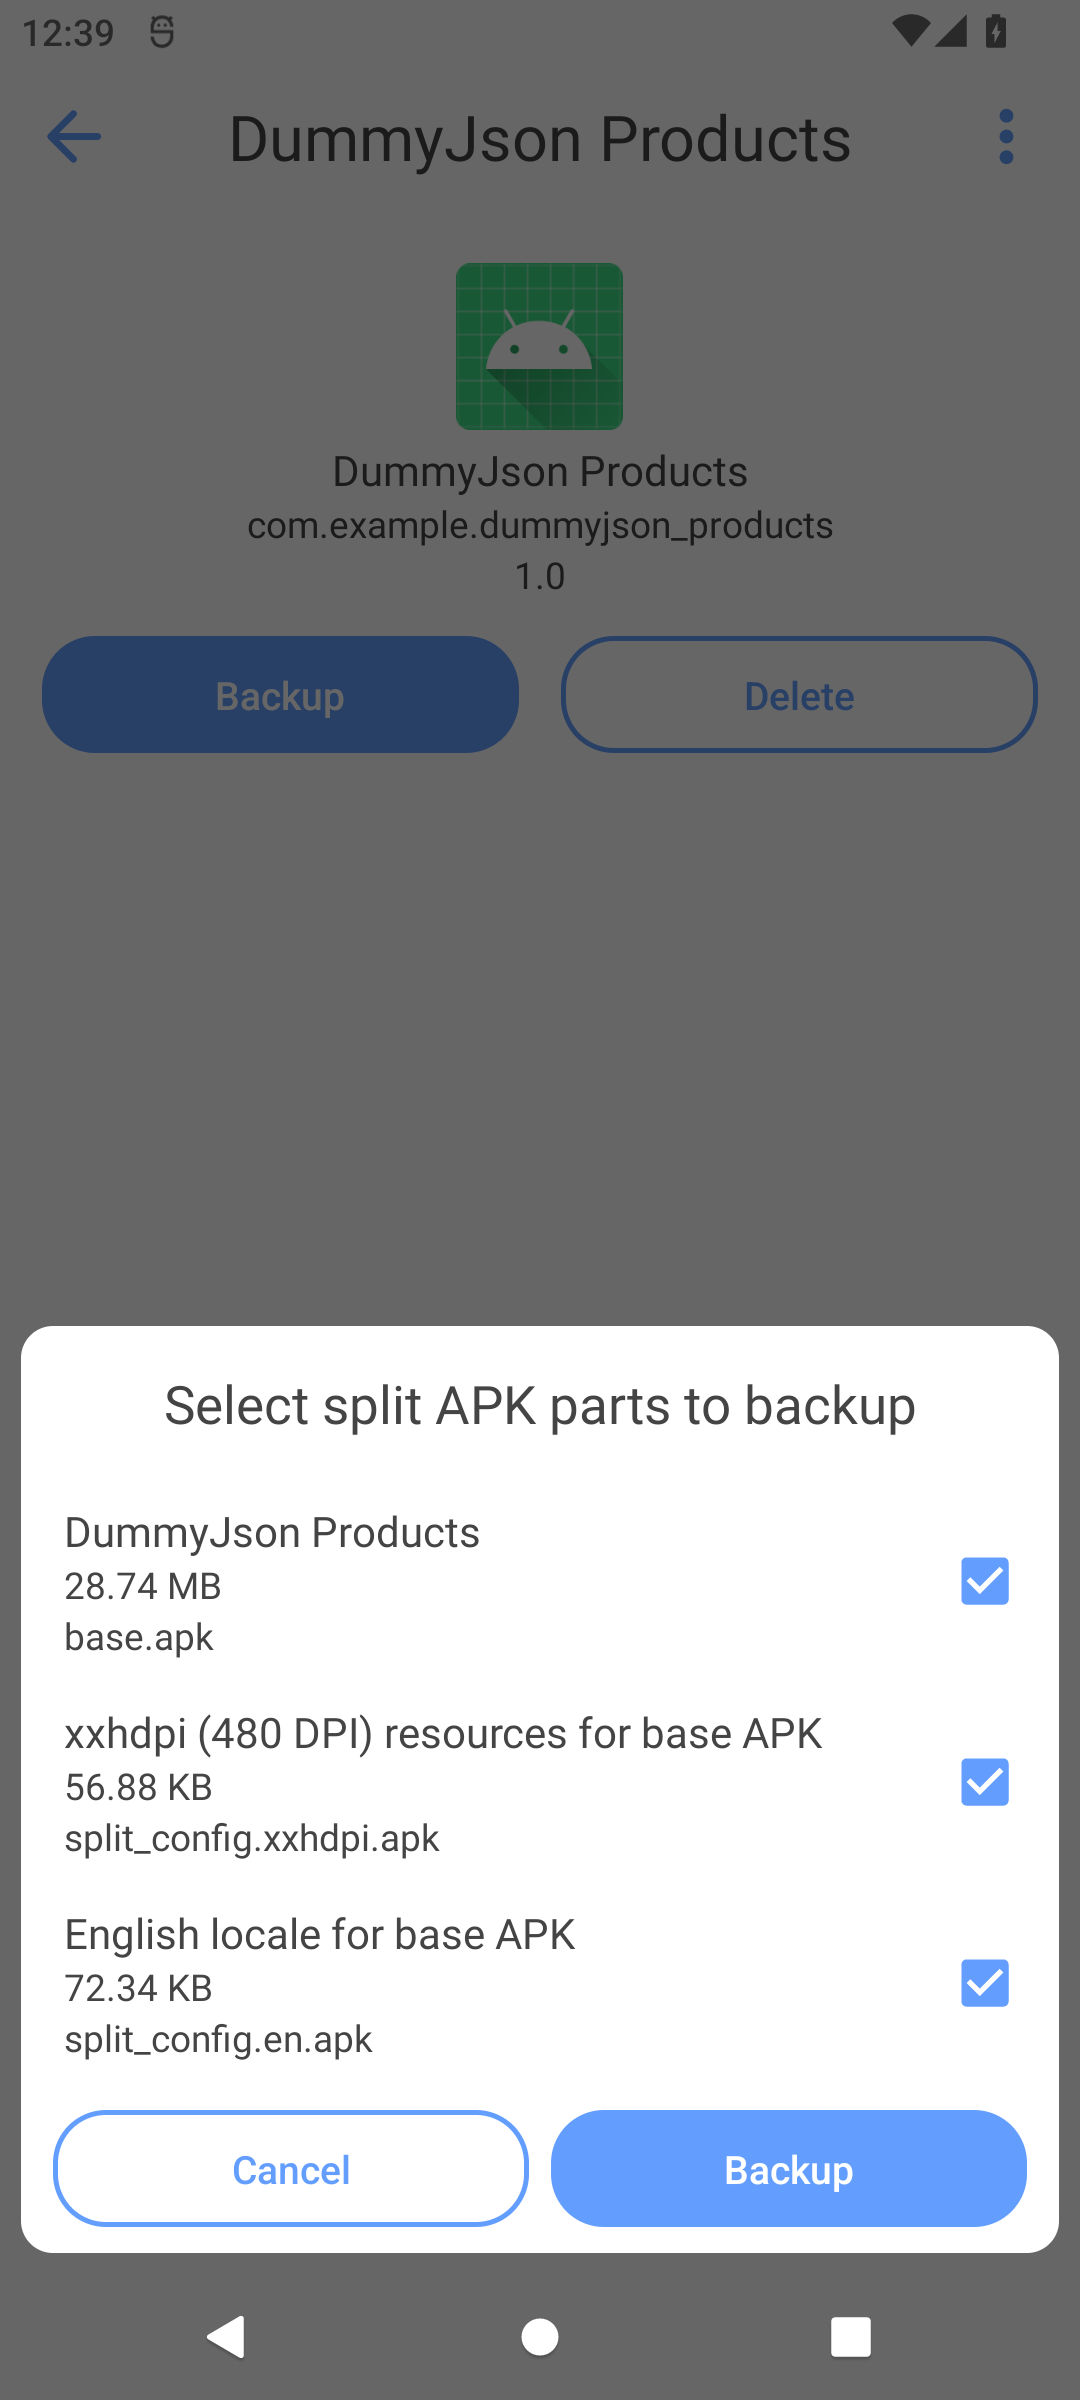 12:39
DummyJson Products
DummyJson Products
com.example.dummyjson_products
1.0
Backup
Delete
Select split APK parts to backup
DummyJson Products
28.74 MB
base.apk
xxhdpi (480 DPI) resources for base APK
56.88 KB
split_config.xxhdpi.apk
English locale for base APK
72.34 KB
split_config.en.apk
Cancel
Backup